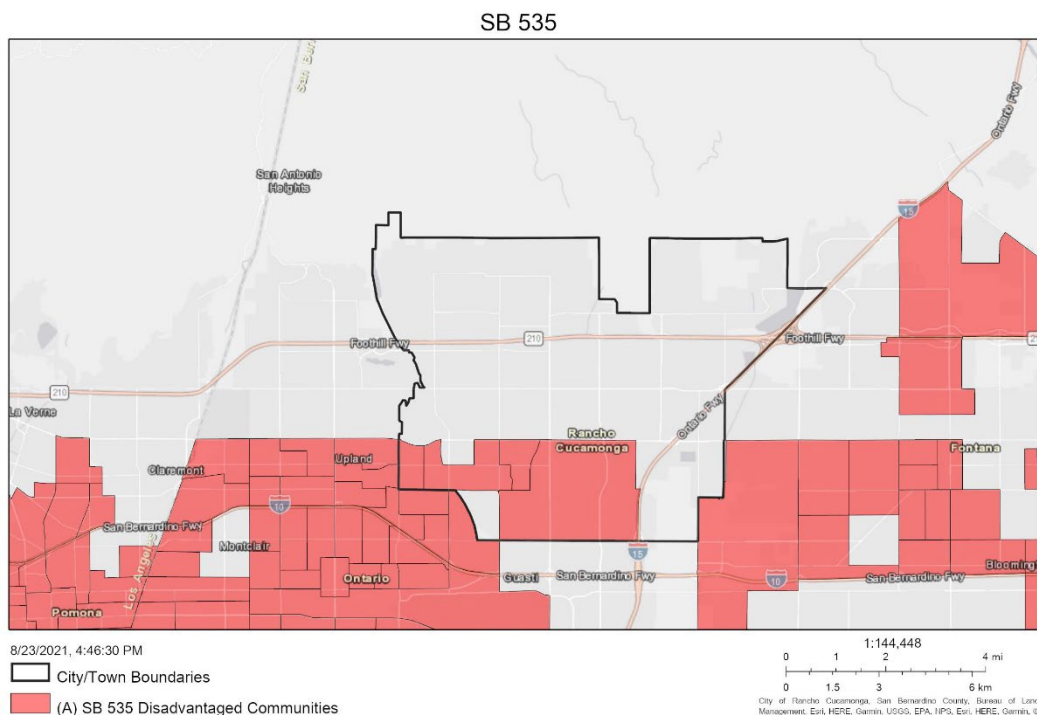 SB 535
San Bern
Ontario Fwy
San Antonio
Heights
15
Foothill Fwy
210
Foothill Fwy
210
La Verne
Ontario Fwy
Rancho
Cucamonga
Fontana
Claremont
Upland
10
San Bernardino Fwy
Montclair
Los Angeles
Ontario
Guasti
15
San Bernardino Fwy
10
San Bernardino Fwy
Blooming
Pomona
8/23/2021, 4:46:30 PM
City/Town Boundaries
(A) SB 535 Disadvantaged Communities
1:144,448
0 1 2 4 mi
0 1.5 3 6 km
City of Rancho Cucamonga, San Bernardino County, Bureau of Land
Management, Esri, HERE, Garmin, USGS, EPA, NPS, Esri, HERE, Garmin, ©